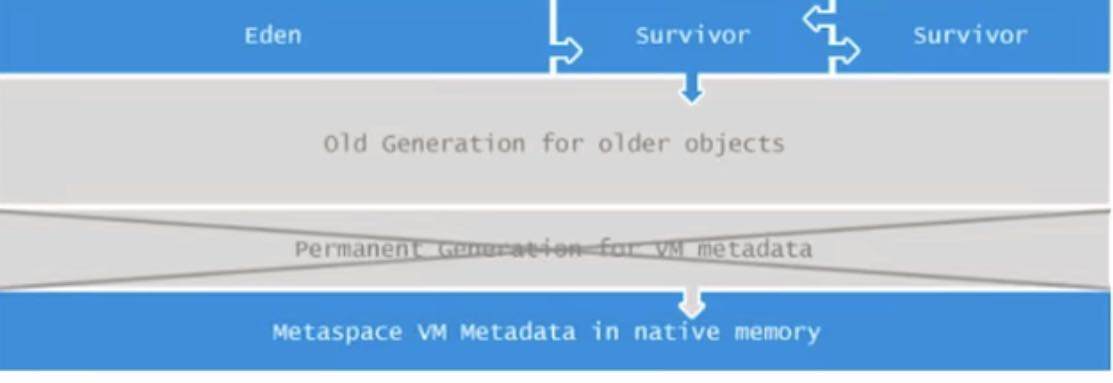 Eden
Survivor
Survivor
Old Generation for older objects
Permanent Generation for VM metadata
Metaspace VM Metadata in native memory